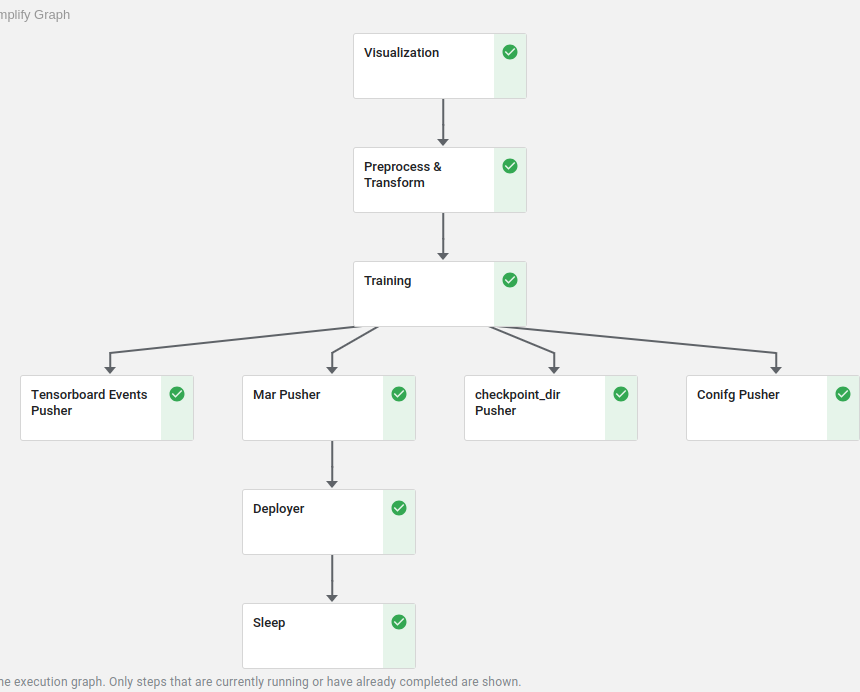 mplify Graph
Visualization
Preprocess &
Transform
Training
Tensorboard Events
Pusher
Mar Pusher
checkpoint_dir
Pusher
Conifg Pusher
Deployer
Sleep
ne execution graph. Only steps that are currently running or have already completed are shown.